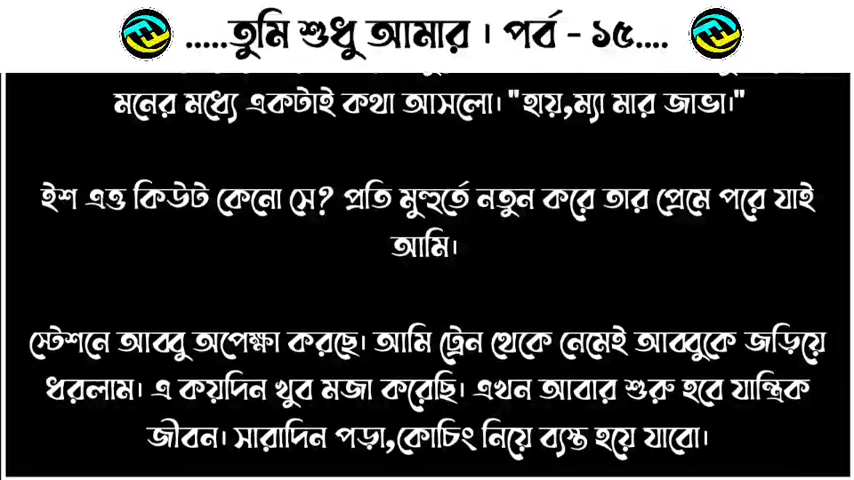 .....তুমি শুধু আমার । পর্ব - ১৫....
মনের মধ্যে একটাই কথা আসলো। "হায়,ম্যা মার জাভা।"
ইশ এত্ত কিউট কেনো সে? প্রতি মুহুর্তে নতুন করে তার প্রেমে পরে যাই
আমি।
স্টেশনে আব্বু অপেক্ষা করছে। আমি ট্রেন থেকে নেমেই আব্বুকে জড়িয়ে
ধরলাম। এ কয়দিন খুব মজা করেছি। এখন আবার শুরু হবে যান্ত্রিক
জীবন। সারাদিন পড়া,কোচিং নিয়ে ব্যস্ত হয়ে যাবো।